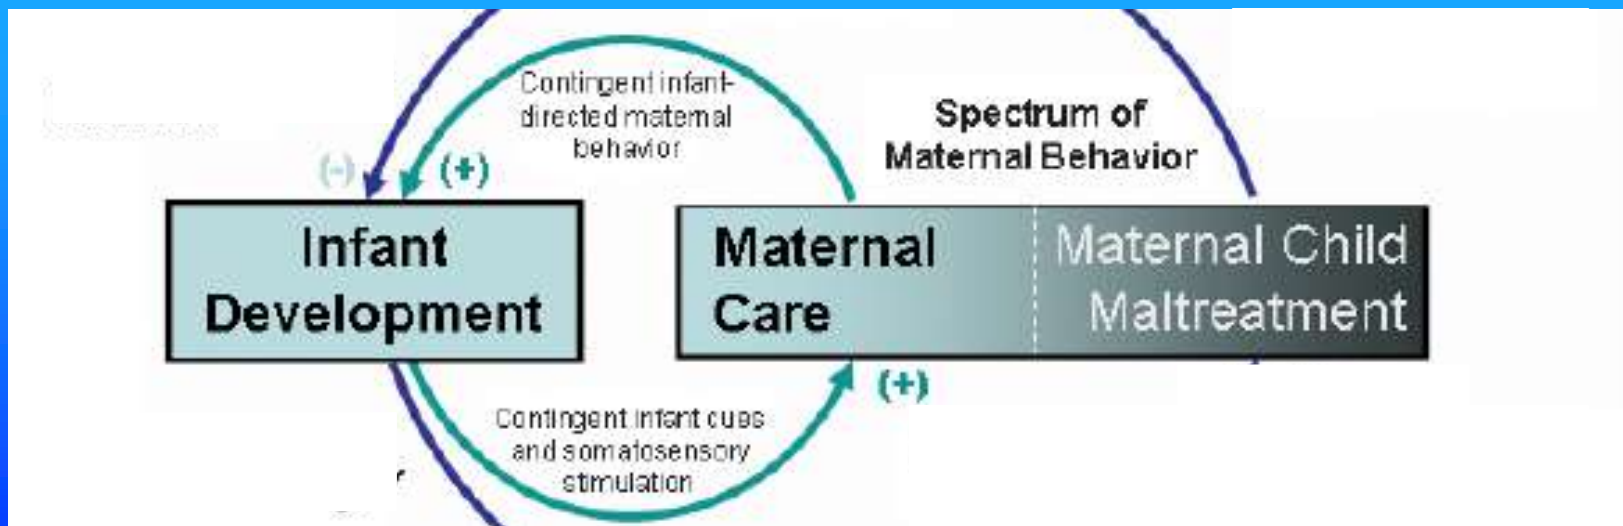 Contingent infant-
directed maternal
behavior
Spectrum of
Maternal Behavior
(-)
(+)
Infant
Development
Maternal
Care
Maternal Child
Maltreatment
(+)
Contingent infant cues
and somatosensory
stimulation